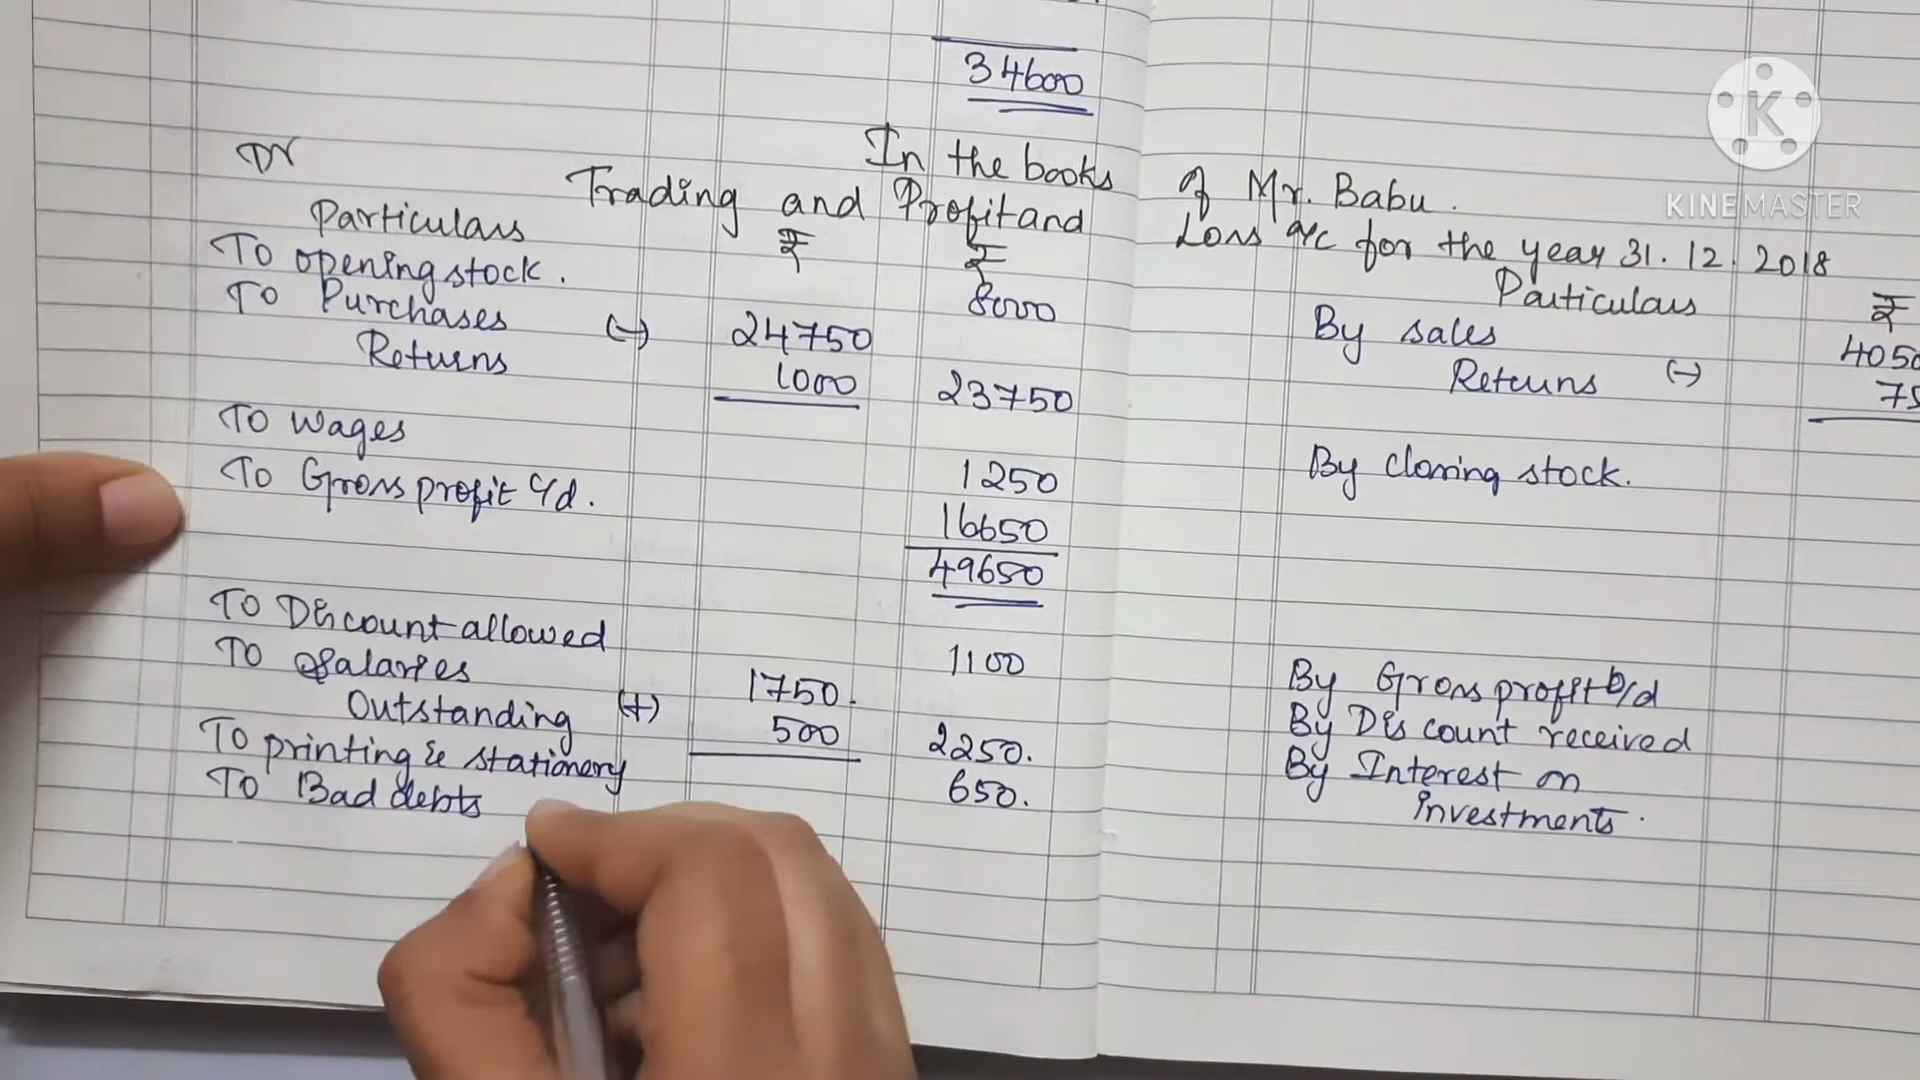 34600
Dr
In the books of Mr. Babu.
Trading and Profit and Loss a/c for the year 31.12.2018
Particulars ₹ ₹
To opening stock. 8000
To Purchases 24750
Returns (-) 1000 23750
To Wages 1250
To Gross profit c/d. 16650
49650
To Discount allowed 1100
To Salaries 1750.
Outstanding (+) 500 2250.
To printing & stationery 650.
To Bad debts
Particulars ₹
By sales 4050
Returns (-) 75
By closing stock.
By Gross profit b/d
By Discount received
By Interest on
investments.
K
KINEMASTER